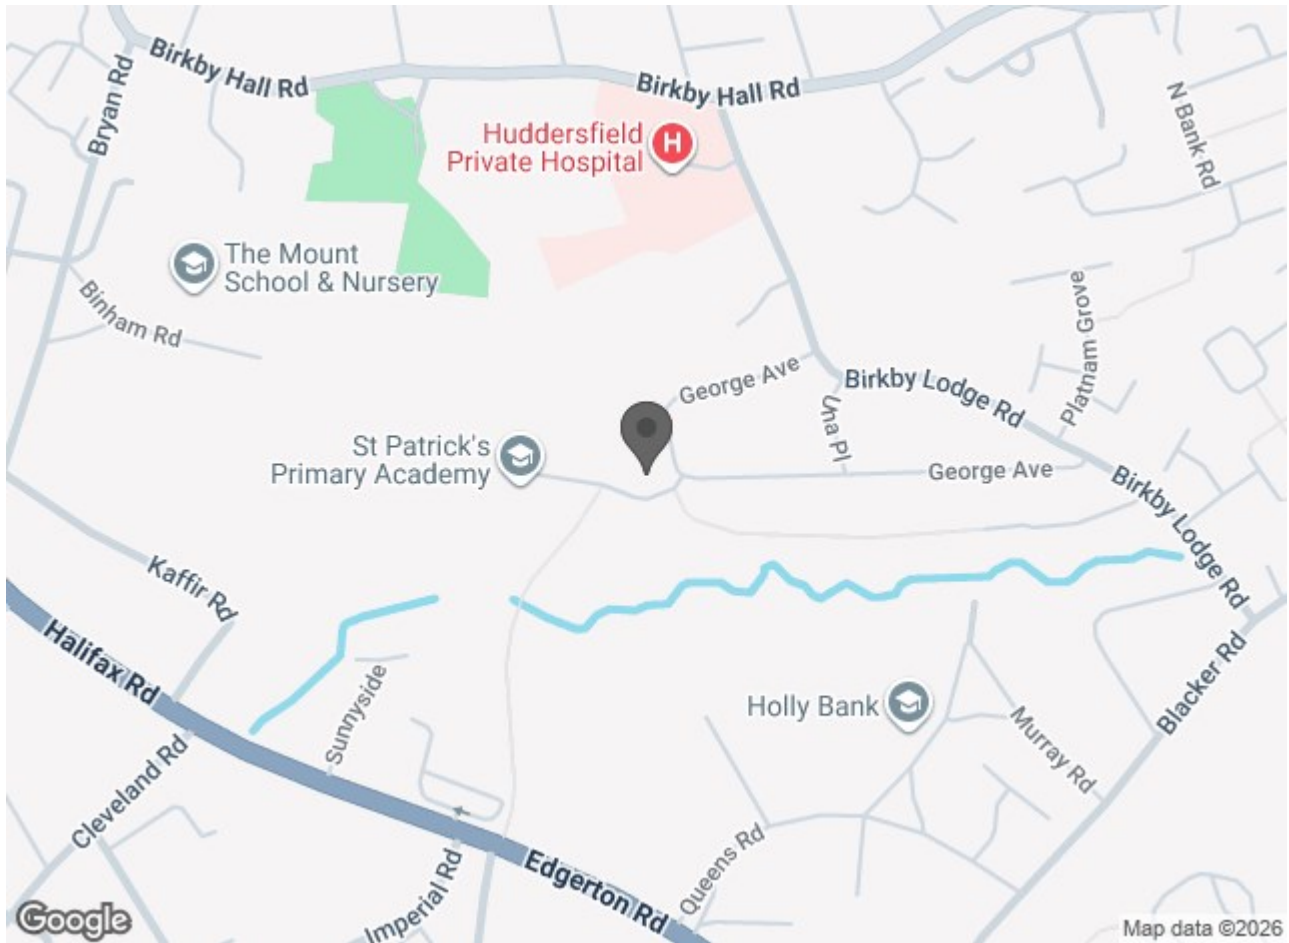 Birkby Hall Rd
Birkby Hall Rd
Bryan Rd
N Bank Rd
Huddersfield
Private Hospital
H
The Mount
School & Nursery
Binham Rd
Platnam Grove
George Ave
Birkby Lodge Rd
Una Pl
St Patrick's
Primary Academy
George Ave
Birkby Lodge Rd
Kaffir Rd
Halifax Rd
Sunnyside
Holly Bank
Murray Rd
Blacker Rd
Cleveland Rd
Queens Rd
Edgerton Rd
Imperial Rd
Google
Map data ©2026